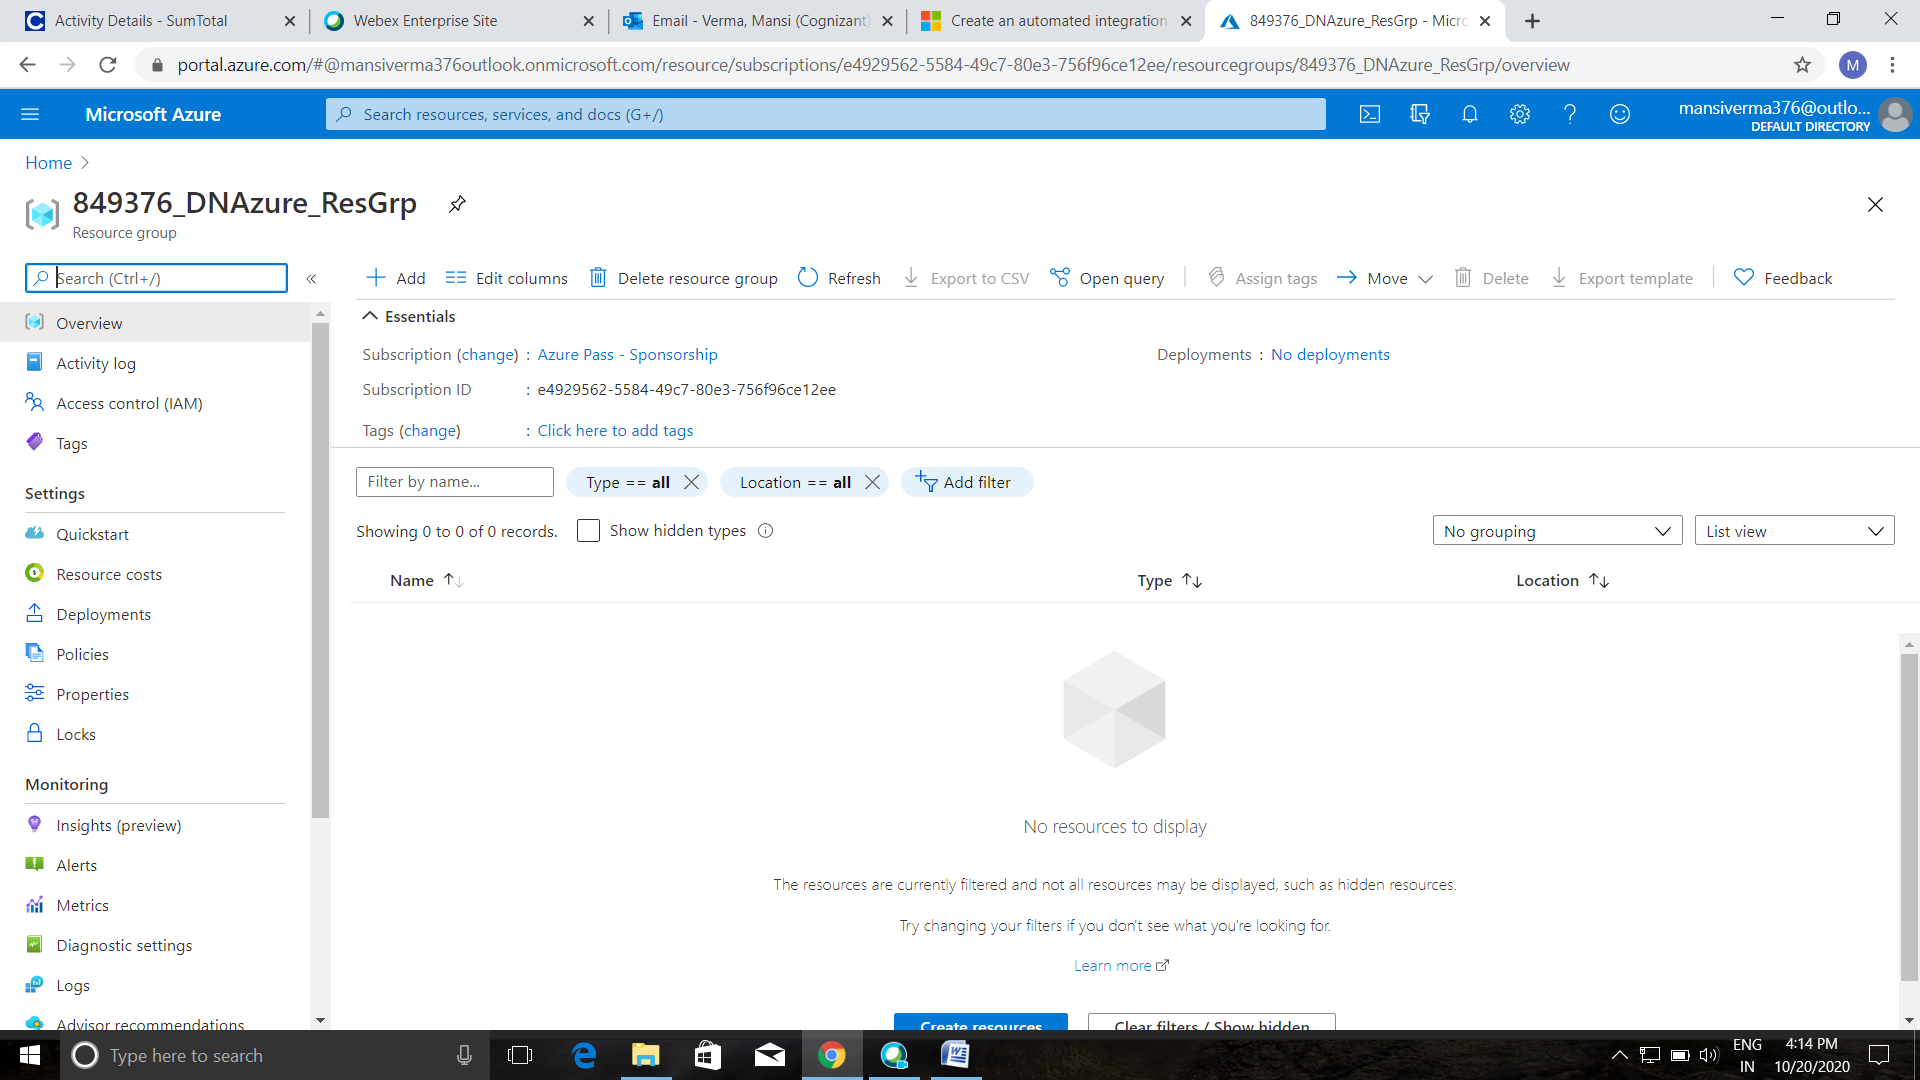 Activity Details - SumTotal
Webex Enterprise Site
Email - Verma, Mansi (Cognizant)
Create an automated integration
849376_DNAzure_ResGrp - Micro
portal.azure.com/#@mansiverma376outlook.onmicrosoft.com/resource/subscriptions/e4929562-5584-49c7-80e3-756f96ce12ee/resourcegroups/849376_DNAzure_ResGrp/overview
M
Microsoft Azure
Search resources, services, and docs (G+/)
mansiverma376@outlo...
DEFAULT DIRECTORY
Home
849376_DNAzure_ResGrp
Resource group
Search (Ctrl+/)
Add Edit columns Delete resource group Refresh Export to CSV Open query Assign tags Move Delete Export template Feedback
Overview
Activity log
Access control (IAM)
Tags
Settings
Quickstart
Resource costs
Deployments
Policies
Properties
Locks
Monitoring
Insights (preview)
Alerts
Metrics
Diagnostic settings
Logs
Advisor recommendations
Essentials
Subscription (change) : Azure Pass - Sponsorship
Deployments : No deployments
Subscription ID : e4929562-5584-49c7-80e3-756f96ce12ee
Tags (change) : Click here to add tags
Filter by name...
Type == all
Location == all
Add filter
Showing 0 to 0 of 0 records.
Show hidden types
No grouping
List view
Name Type Location
No resources to display
The resources are currently filtered and not all resources may be displayed, such as hidden resources.
Try changing your filters if you don't see what you're looking for.
Learn more
Create resources
Clear filters / Show hidden
Type here to search
ENG
IN
4:14 PM
10/20/2020